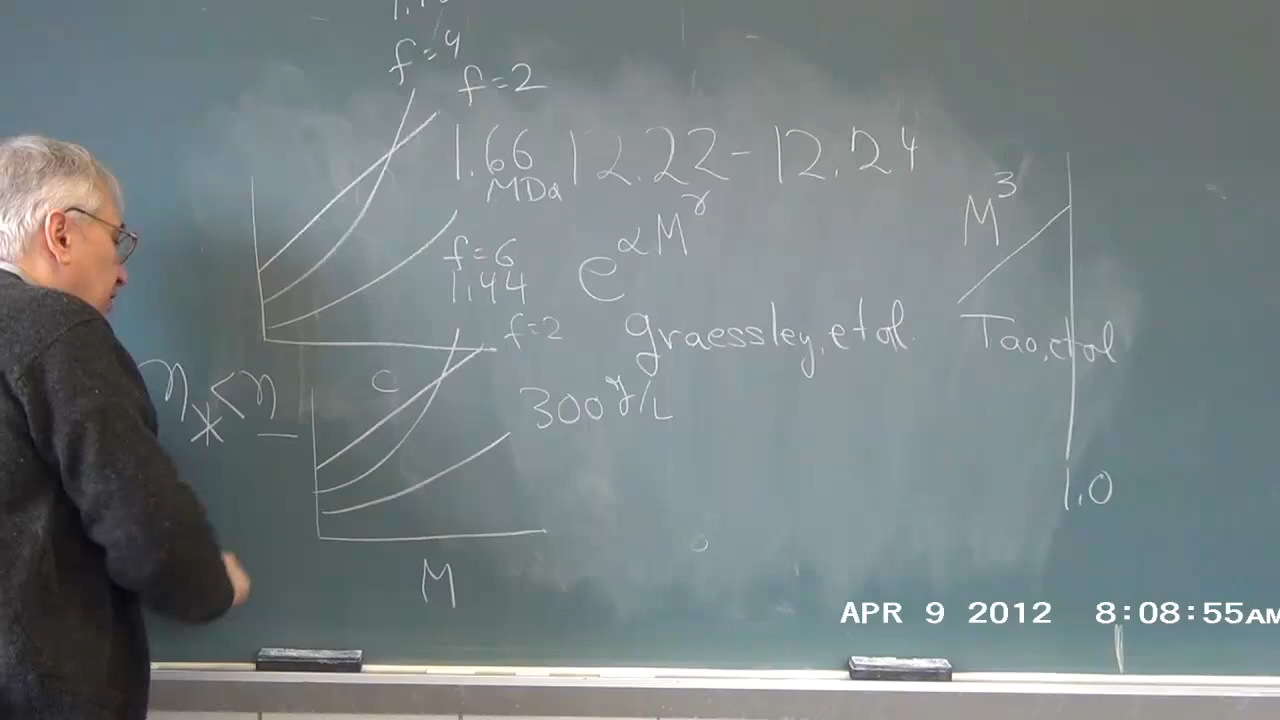 f=4
f=2
1.66 12.22-12.24
MDa
M³
e^αM^γ
f=6
1.44
f=2
graessley, et al.
Tao, et al
c
η* < η
300 g/L
1.0
M
APR 9 2012 8:08:55AM